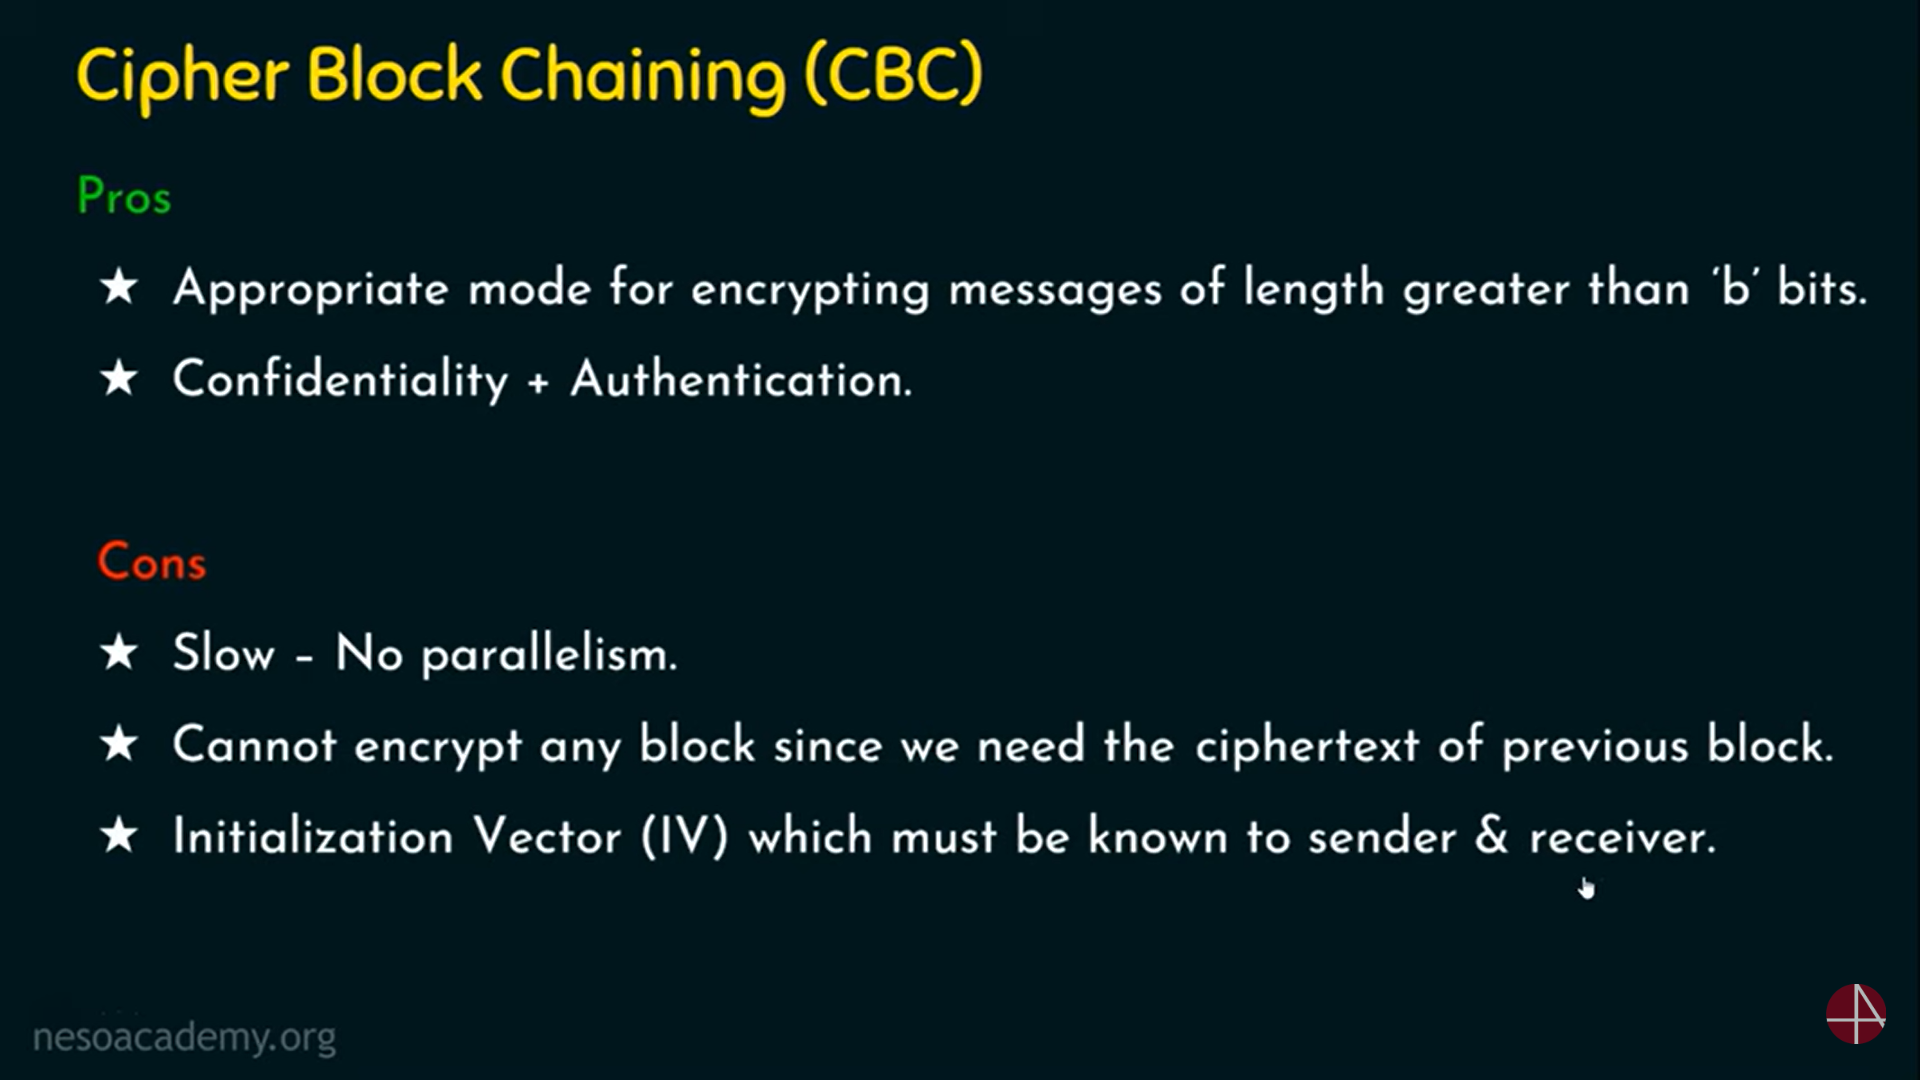 Cipher Block Chaining (CBC)
Pros
★ Appropriate mode for encrypting messages of length greater than ‘b’ bits.
★ Confidentiality + Authentication.
Cons
★ Slow – No parallelism.
★ Cannot encrypt any block since we need the ciphertext of previous block.
★ Initialization Vector (IV) which must be known to sender & receiver.
nesoacademy.org